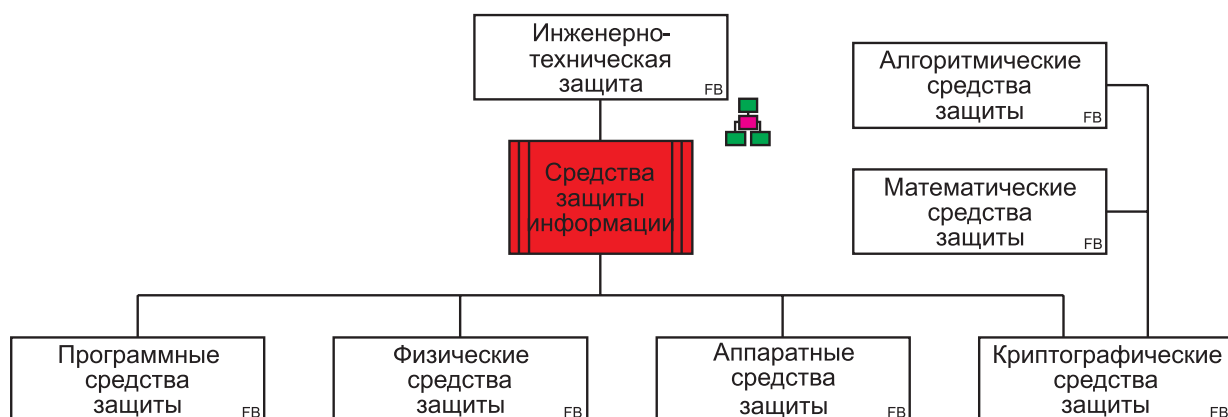 Инженерно-
техническая
защита
FB
Алгоритмические
средства
защиты
FB
Средства
защиты
информации
Математические
средства
защиты
FB
Программные
средства
защиты
FB
Физические
средства
защиты
FB
Аппаратные
средства
защиты
FB
Криптографические
средства
защиты
FB